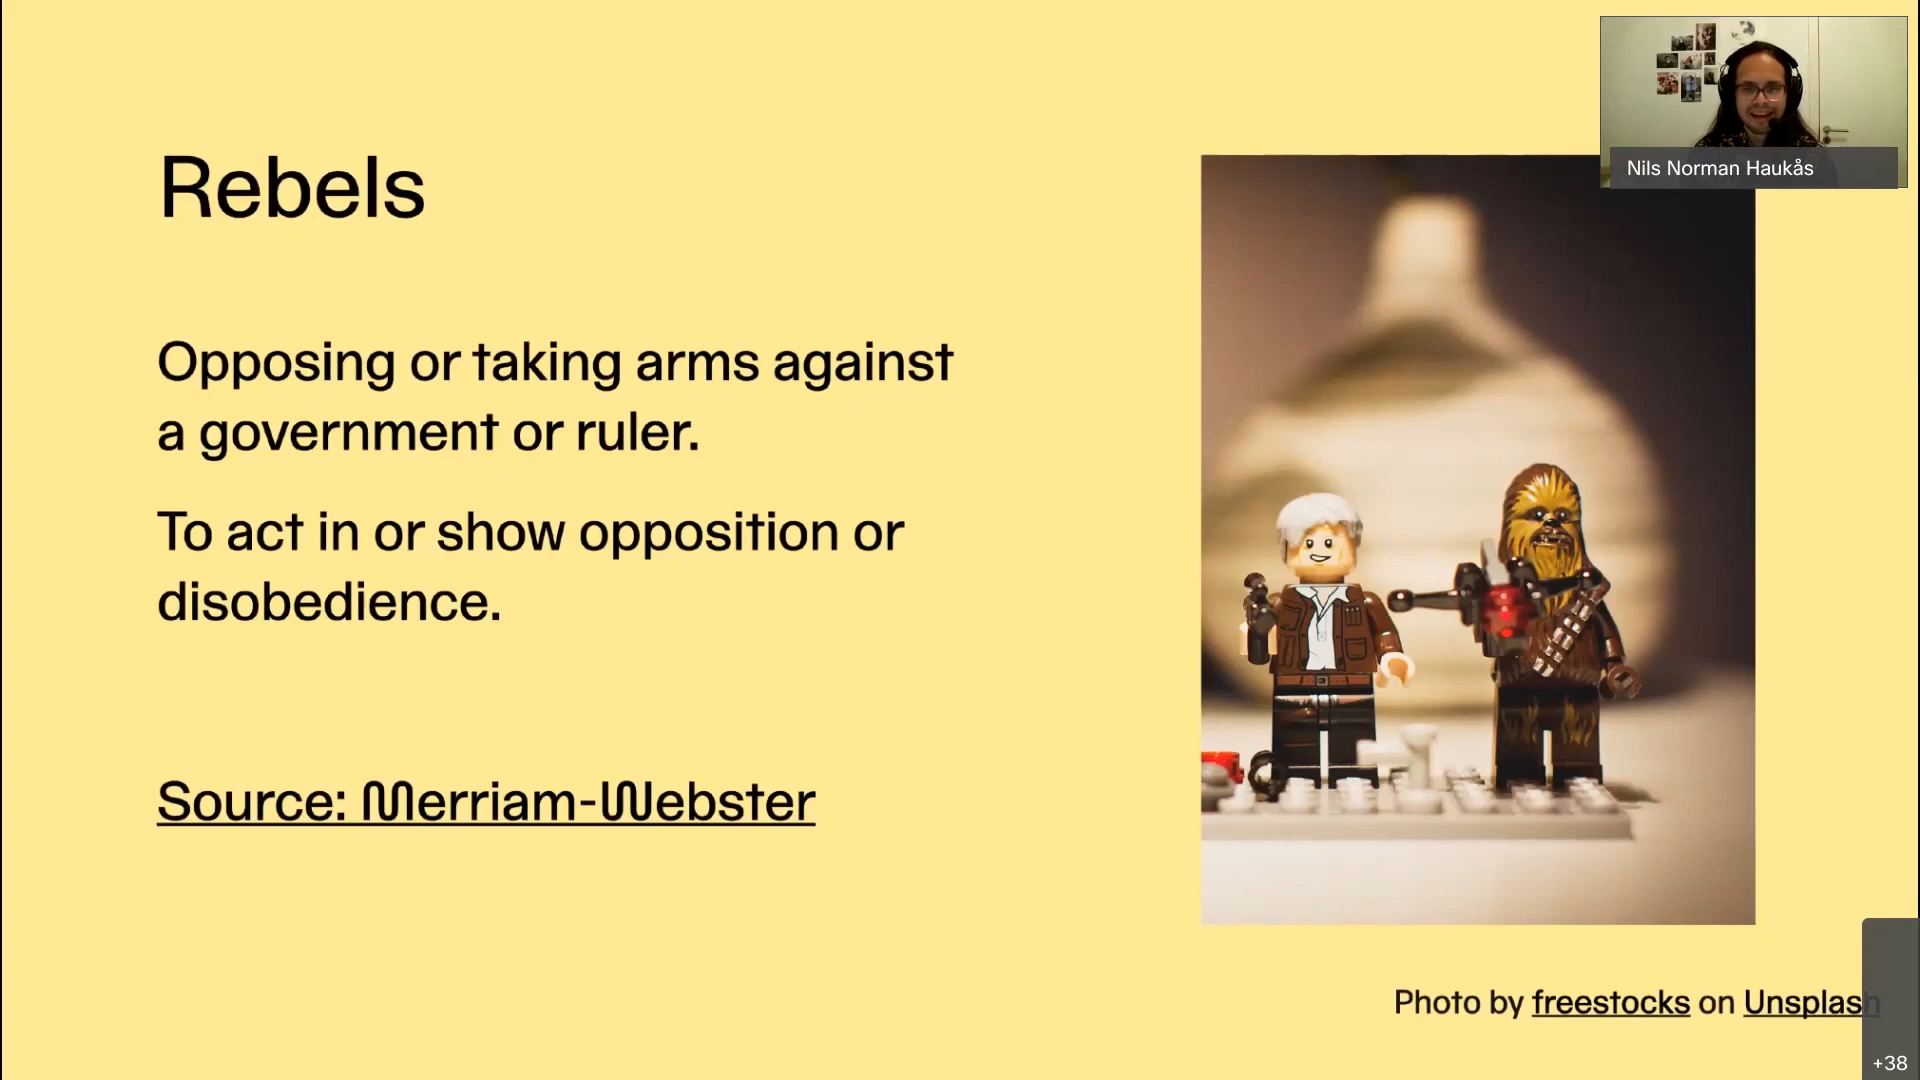 Nils Norman Haukås
Rebels
Opposing or taking arms against
a government or ruler.
To act in or show opposition or
disobedience.
Source: Merriam-Webster
Photo by freestocks on Unsplash
+38